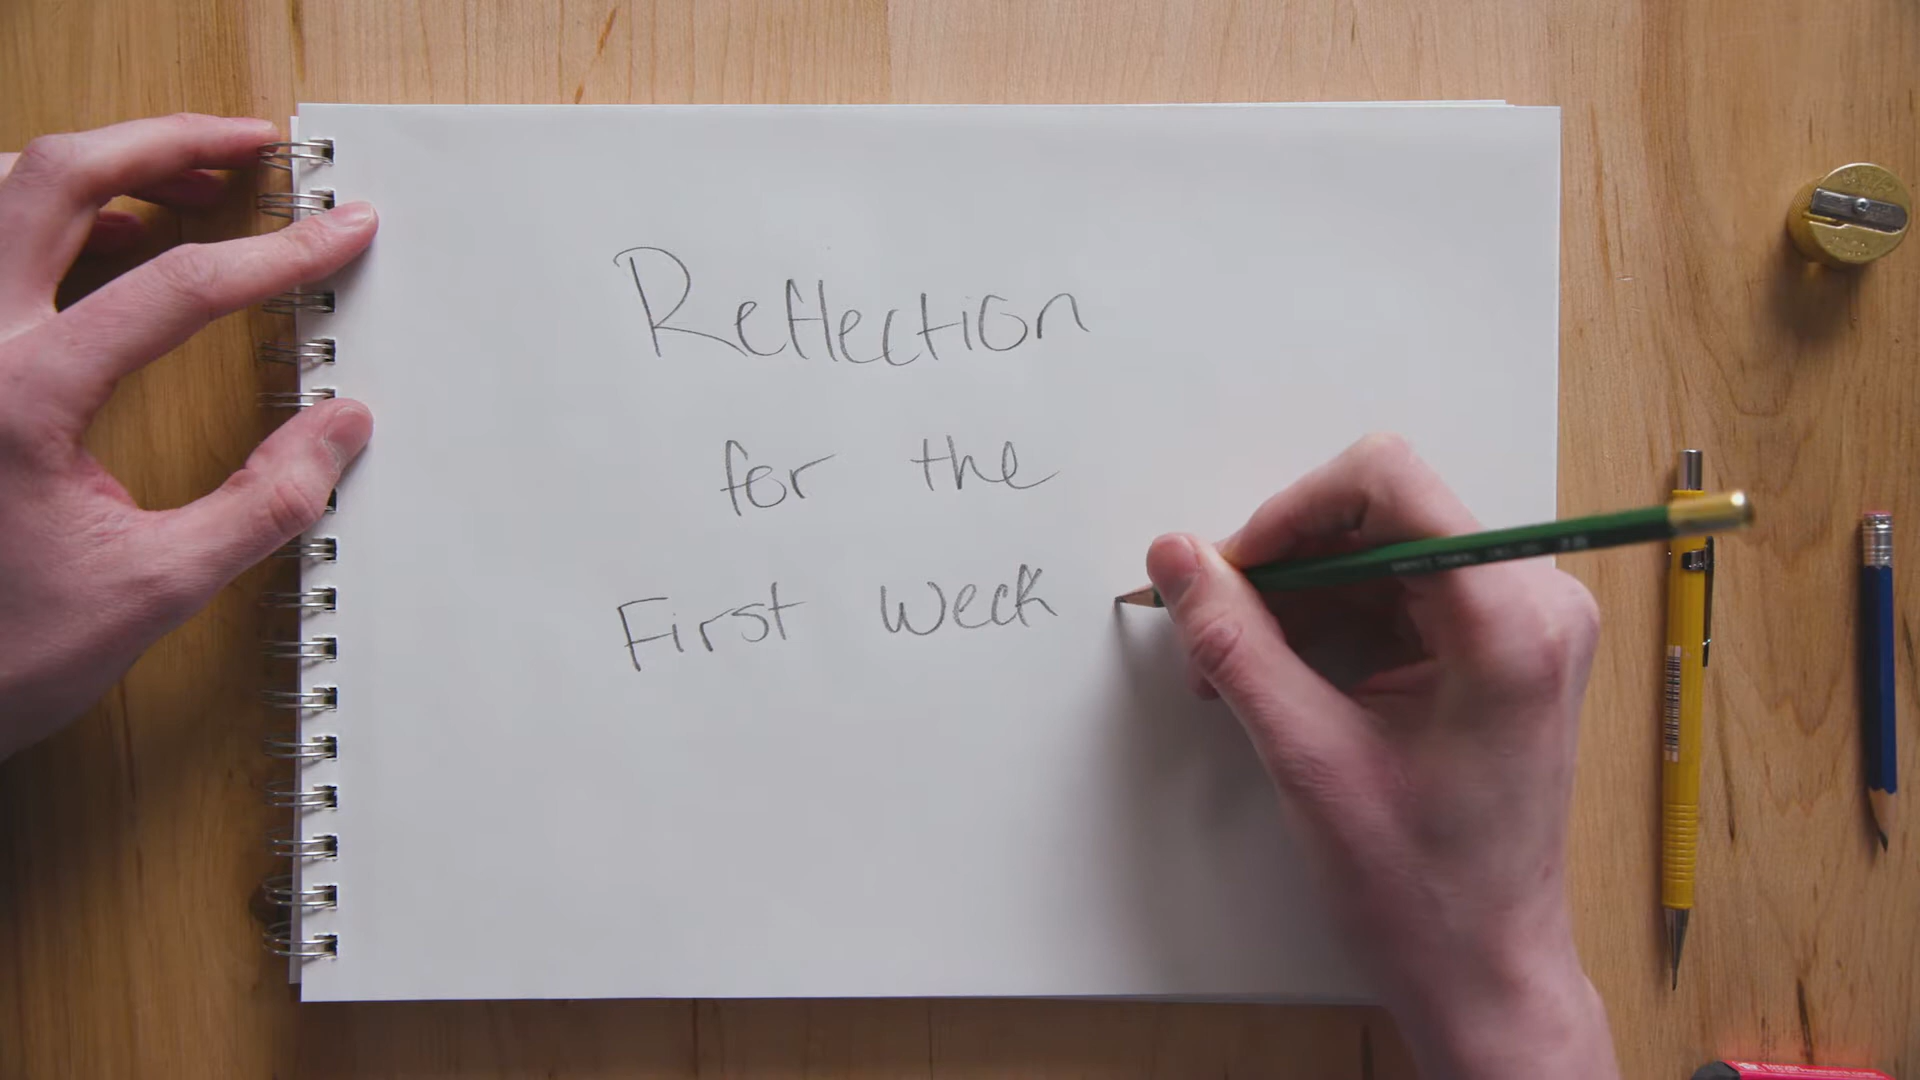 Reflection
for the
First Week